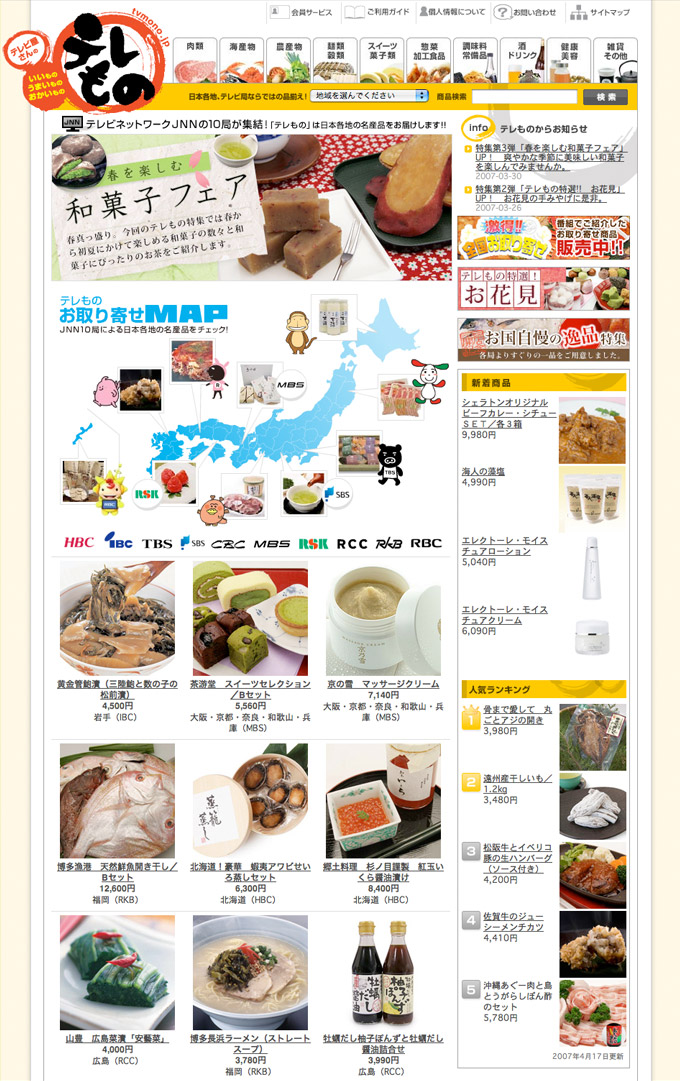 tvmono.jp
テレビ屋
さんの
いいもの
うまいもの
おかいもの
テレもの
会員サービス
ご利用ガイド
個人情報について
お問い合わせ
サイトマップ
肉類
海産物
農産物
麺類
穀類
スイーツ
菓子類
惣菜
加工食品
調味料
常備品
酒
ドリンク
健康
美容
雑貨
その他
日本各地、テレビ局ならではの品揃え!
地域を選んでください
商品検索
検 索
JNN
テレビネットワークJNNの10局が集結!「テレもの」は日本各地の名産品をお届けします!!
春を楽しむ
和菓子フェア
春真っ盛り。今回のテレもの特集では春か
ら初夏にかけて楽しめる和菓子の数々と和
菓子にぴったりのお茶をご紹介します。
info
テレものからお知らせ
特集第3弾「春を楽しむ和菓子フェア」
UP! 爽やかな季節に美味しい和菓子
を楽しんでみませんか。
2007-03-30
特集第2弾「テレもの特選!! お花見」
UP! お花見の手みやげに是非。
2007-03-26
激得!!
全国お取り寄せ
番組でご紹介した
お取り寄せ商品
販売中!!
テレもの特選!
お花見
お国自慢の逸品特集
各局よりすぐりの一品をご用意しました。
テレもの
お取り寄せMAP
JNN10局による日本各地の名産品をチェック!
MBS
TBS
RSK
SBS
HBC
IBC
TBS
SBS
CBC
MBS
RSK
RCC
RKB
RBC
新着商品
シェラトンオリジナル
ビーフカレー・シチュー
SET/各3箱
9,980円
海人の藻塩
4,990円
エレクトーレ・モイス
チュアローション
5,040円
エレクトーレ・モイス
チュアクリーム
6,090円
黄金管鮑漬(三陸鮑と数の子の
松前漬)
4,500円
岩手(IBC)
茶游堂 スイーツセレクション
/Bセット
5,560円
大阪・京都・奈良・和歌山・兵
庫(MBS)
京の雪 マッサージクリーム
7,140円
大阪・京都・奈良・和歌山・兵
庫(MBS)
京の雪
博多漁港 天然鮮魚開き干し/
Bセット
12,600円
福岡(RKB)
北海道!豪華 蝦夷アワビせい
ろ蒸しセット
6,300円
北海道(HBC)
郷土料理 杉ノ目謹製 紅玉い
くら醤油漬け
8,400円
北海道(HBC)
山豊 広島菜漬「安藝菜」
4,000円
広島(RCC)
博多長浜ラーメン(ストレート
スープ)
3,780円
福岡(RKB)
牡蠣だし柚子ぽんずと牡蠣だし
醤油詰合せ
3,990円
広島(RCC)
人気ランキング
1
骨まで愛して 丸
ごとアジの開き
3,980円
2
遠州産干しいも/
1.2kg
3,480円
3
松阪牛とイベリコ
豚の生ハンバーグ
(ソース付き)
4,200円
4
佐賀牛のジュー
シーメンチカツ
4,410円
5
沖縄あぐー肉と島
とうがらしぽん酢
のセット
5,780円
2007年4月17日更新